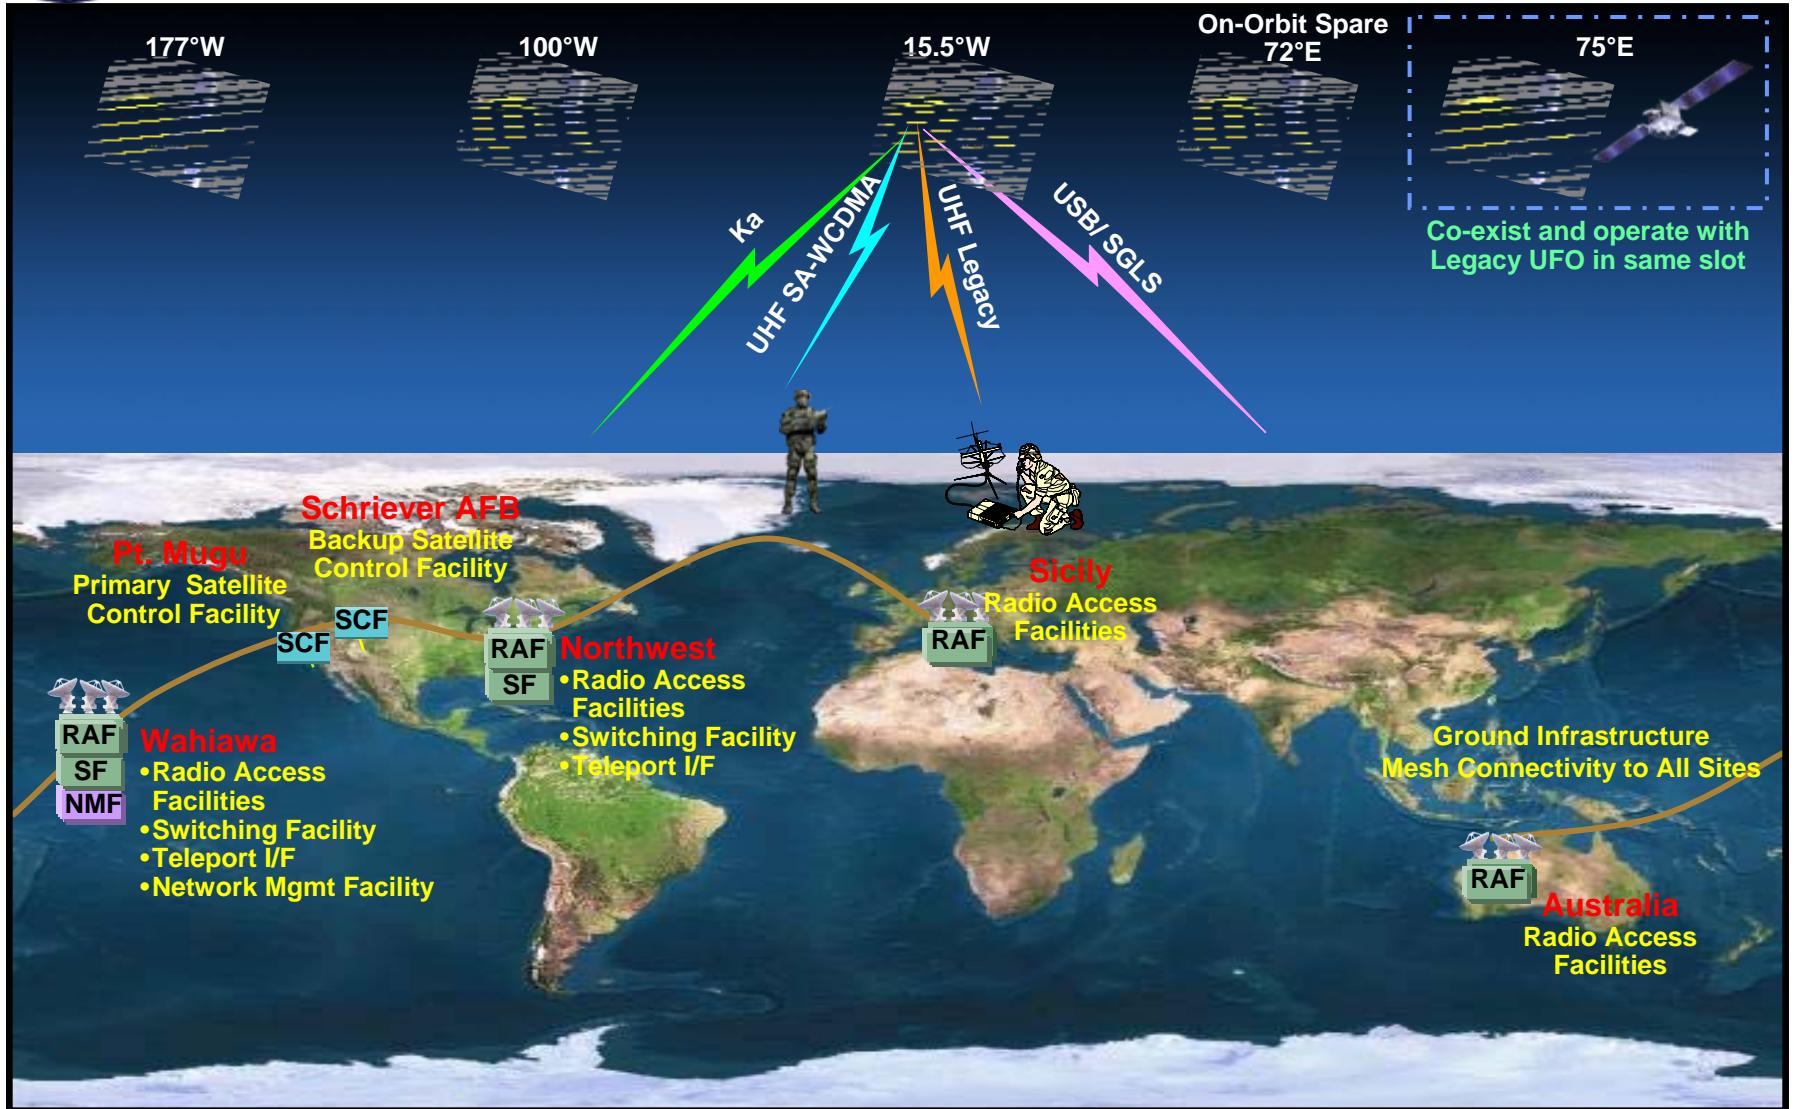 177°W
100°W
15.5°W
On-Orbit Spare
72°E
75°E
Co-exist and operate with
Legacy UFO in same slot
Ka
UHF SA-WCDMA
UHF Legacy
USB/ SGLS
Schriever AFB
Backup Satellite
Control Facility
Pt. Mugu
Primary Satellite
Control Facility
SCF
SCF
RAF
SF
Northwest
•Radio Access
Facilities
•Switching Facility
•Teleport I/F
Sicily
Radio Access
Facilities
RAF
RAF
SF
NMF
Wahiawa
•Radio Access
Facilities
•Switching Facility
•Teleport I/F
•Network Mgmt Facility
Ground Infrastructure
Mesh Connectivity to All Sites
RAF
Australia
Radio Access
Facilities